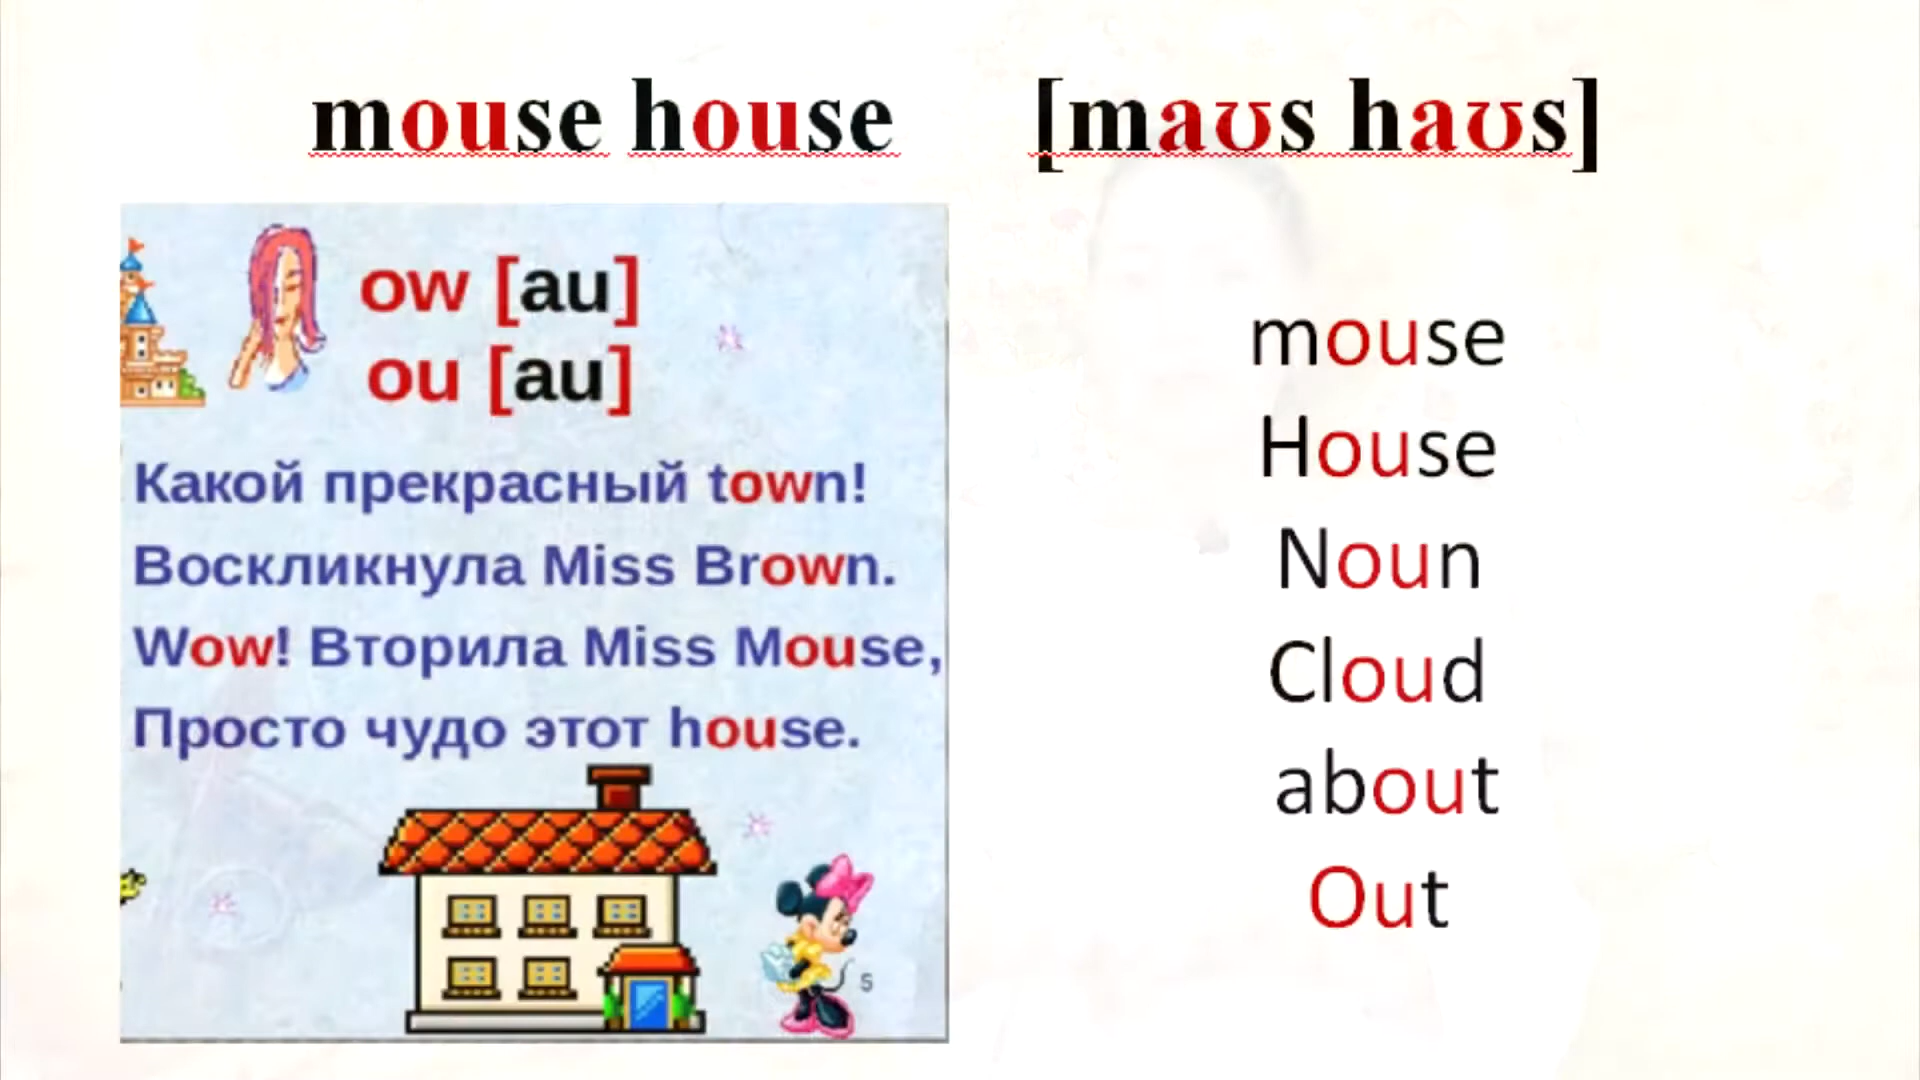 mouse house [maʊs haʊs]
ow [au]
ou [au]
Какой прекрасный town!
Воскликнула Miss Brown.
Wow! Вторила Miss Mouse,
Просто чудо этот house.
5
mouse
House
Noun
Cloud
about
Out